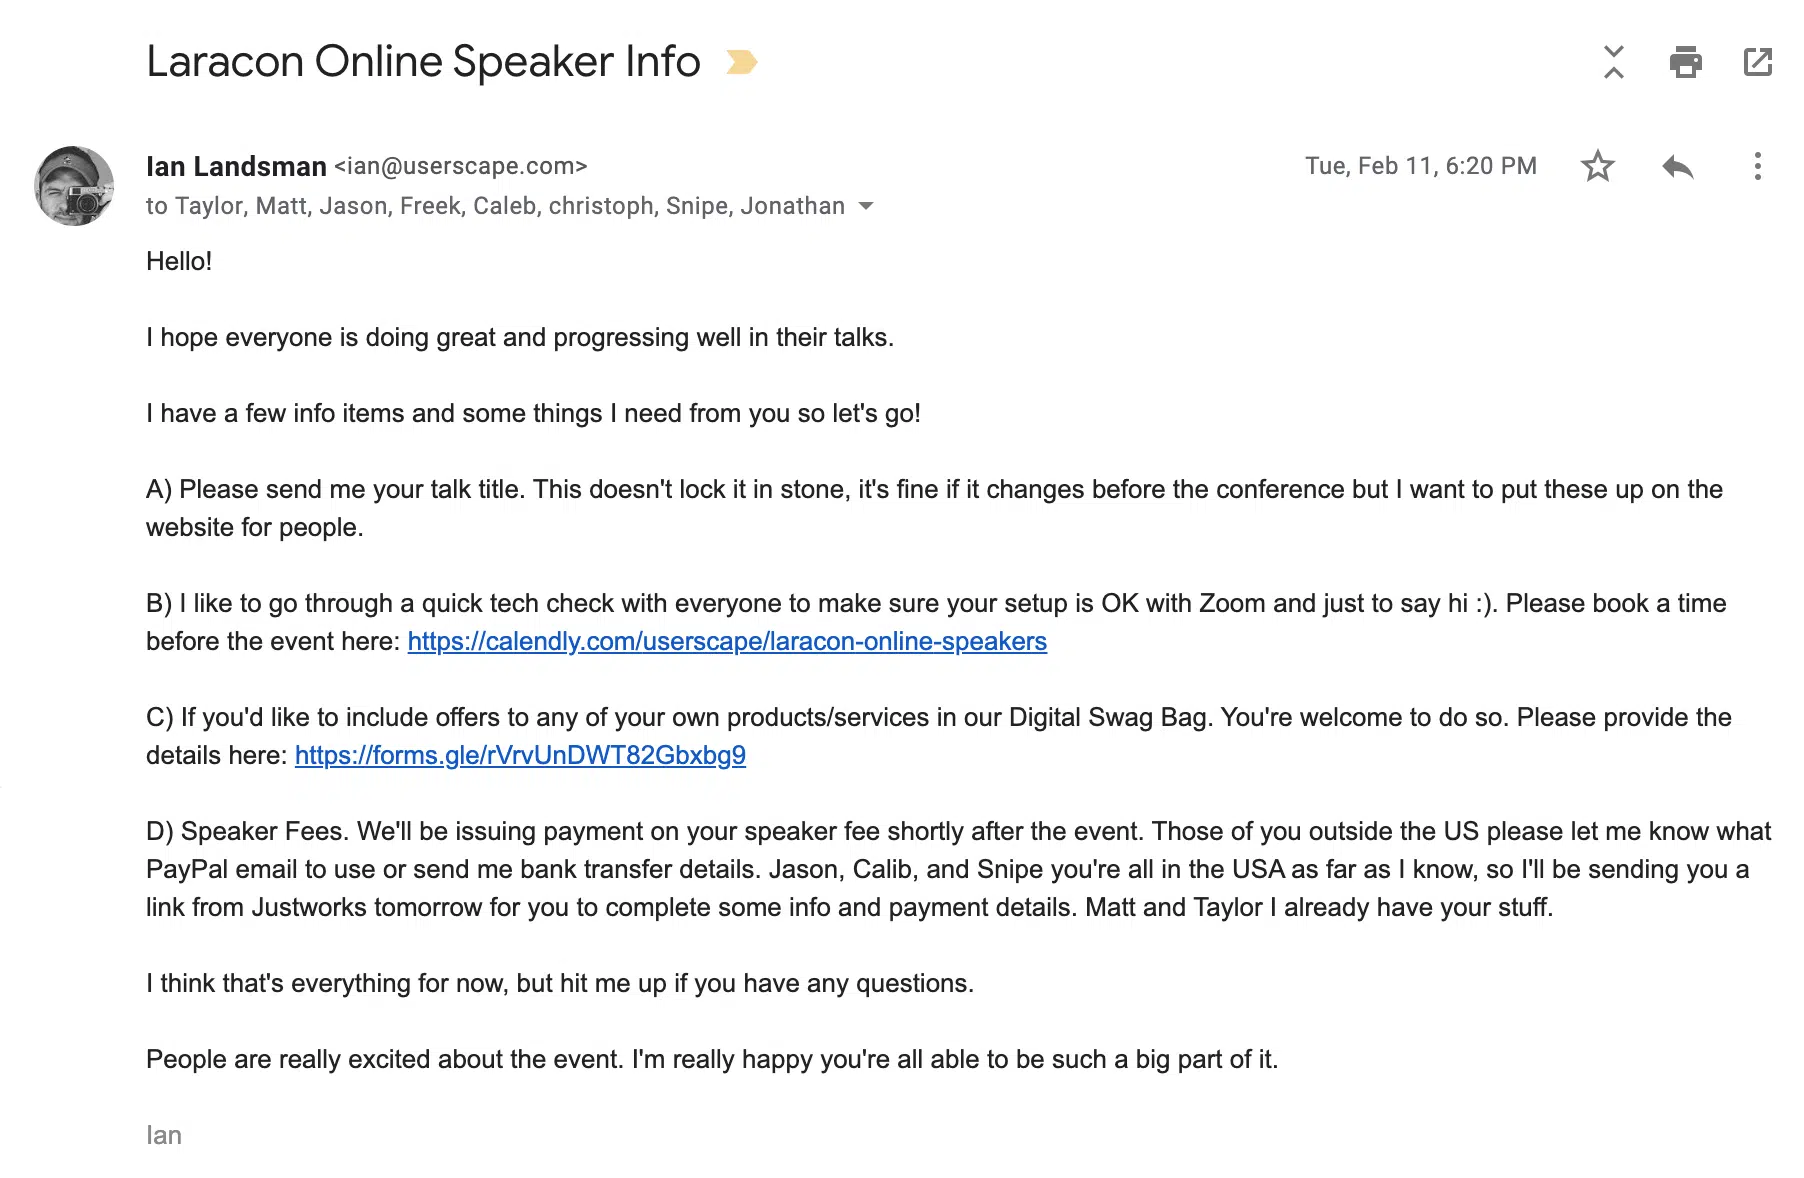 Laracon Online Speaker Info
Ian Landsman <ian@userscape.com>
Tue, Feb 11, 6:20 PM
to Taylor, Matt, Jason, Freek, Caleb, christoph, Snipe, Jonathan
Hello!
I hope everyone is doing great and progressing well in their talks.
I have a few info items and some things I need from you so let's go!
A) Please send me your talk title. This doesn't lock it in stone, it's fine if it changes before the conference but I want to put these up on the
website for people.
B) I like to go through a quick tech check with everyone to make sure your setup is OK with Zoom and just to say hi :). Please book a time
before the event here: https://calendly.com/userscape/laracon-online-speakers
C) If you'd like to include offers to any of your own products/services in our Digital Swag Bag. You're welcome to do so. Please provide the
details here: https://forms.gle/rVrvUnDWT82Gbxbg9
D) Speaker Fees. We'll be issuing payment on your speaker fee shortly after the event. Those of you outside the US please let me know what
PayPal email to use or send me bank transfer details. Jason, Calib, and Snipe you're all in the USA as far as I know, so I'll be sending you a
link from Justworks tomorrow for you to complete some info and payment details. Matt and Taylor I already have your stuff.
I think that's everything for now, but hit me up if you have any questions.
People are really excited about the event. I'm really happy you're all able to be such a big part of it.
Ian